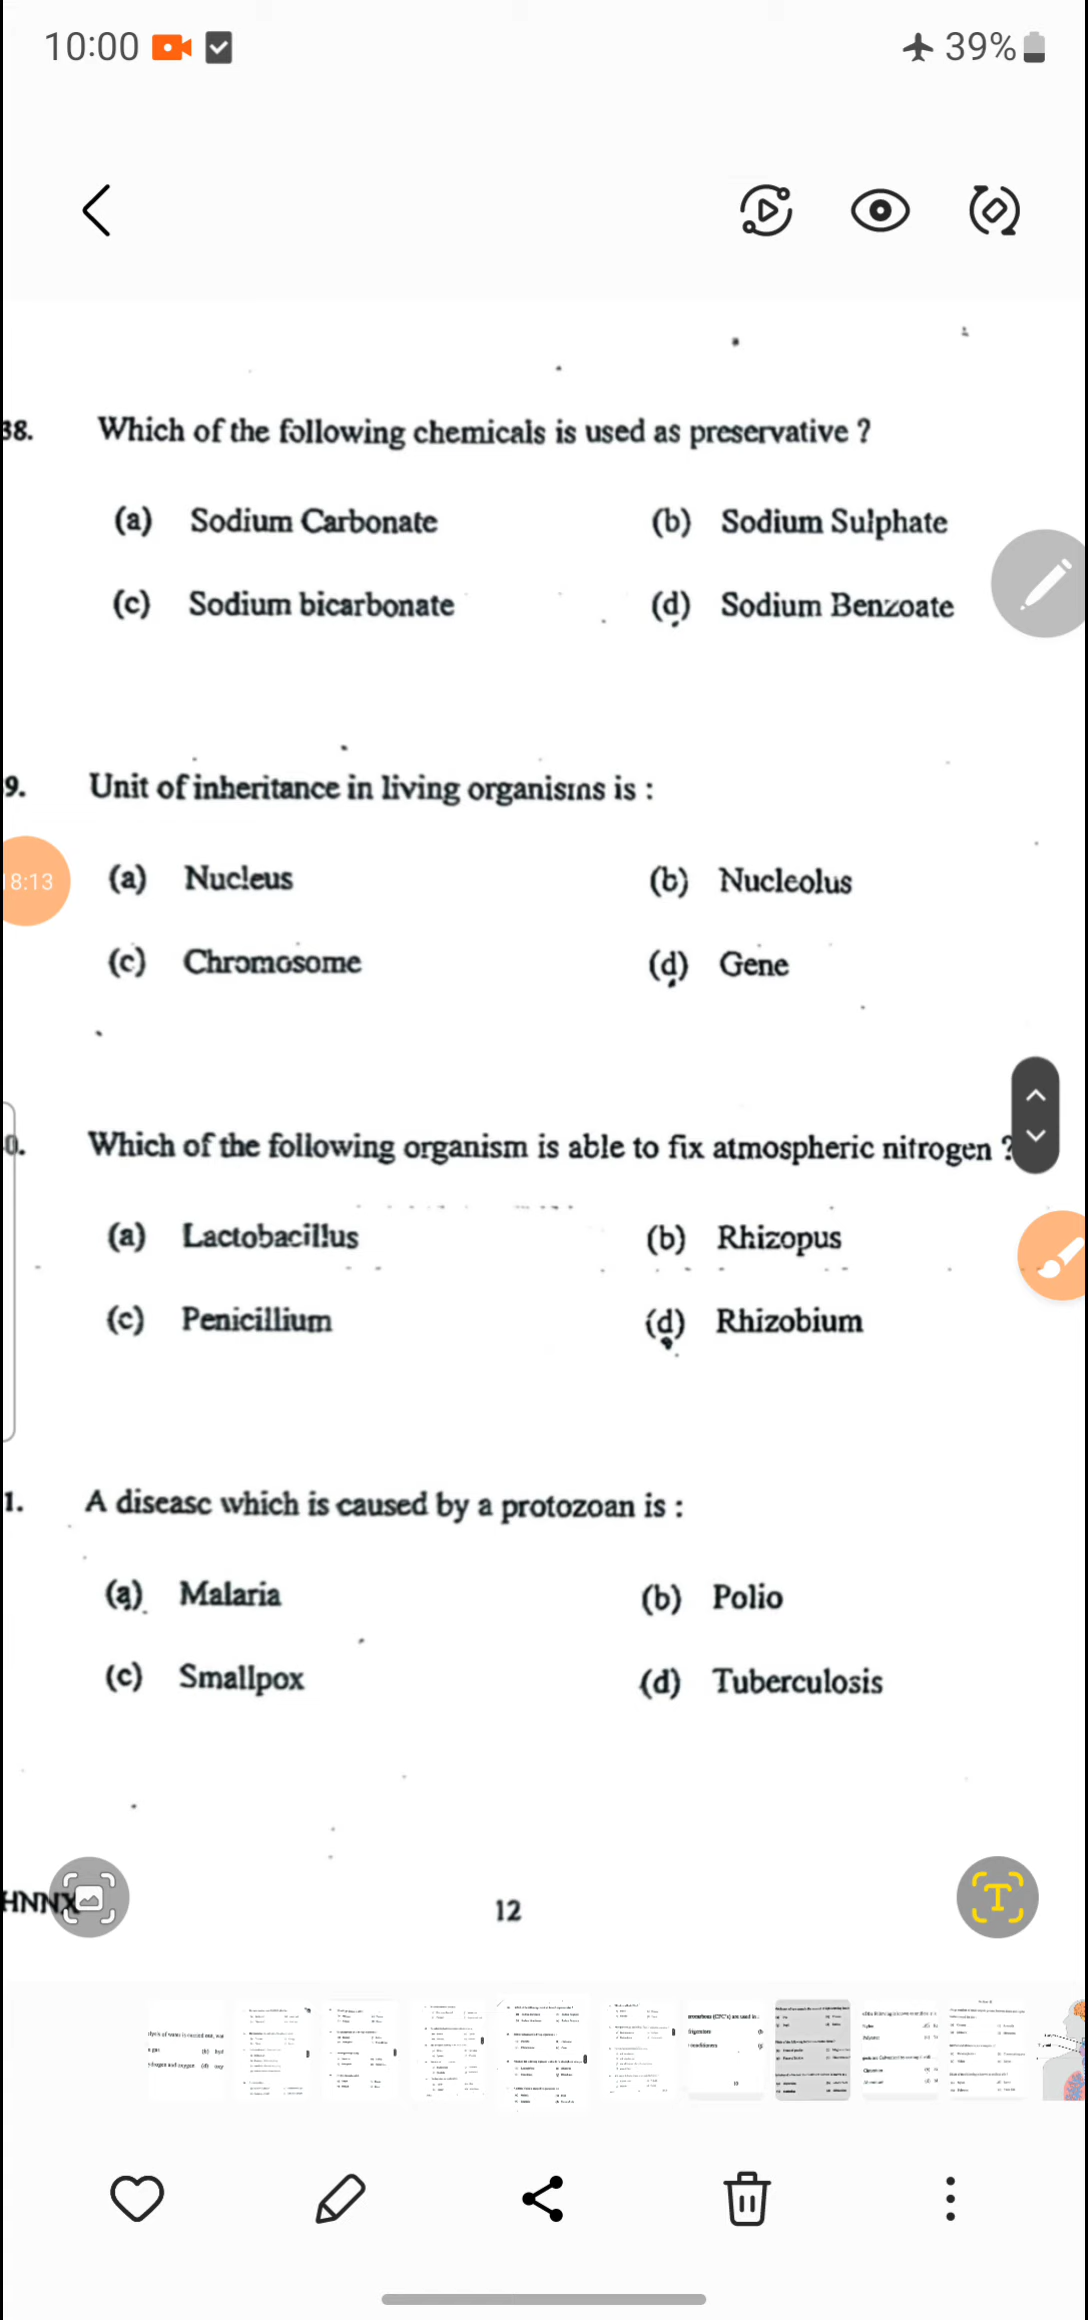 10:00 39%
38. Which of the following chemicals is used as preservative ?
(a) Sodium Carbonate (b) Sodium Sulphate
(c) Sodium bicarbonate (d) Sodium Benzoate
9. Unit of inheritance in living organisms is :
18:13
(a) Nucleus (b) Nucleolus
(c) Chromosome (d) Gene
0. Which of the following organism is able to fix atmospheric nitrogen ?
(a) Lactobacillus (b) Rhizopus
(c) Penicillium (d) Rhizobium
1. A disease which is caused by a protozoan is :
(a) Malaria (b) Polio
(c) Smallpox (d) Tuberculosis
HNNX 12
T